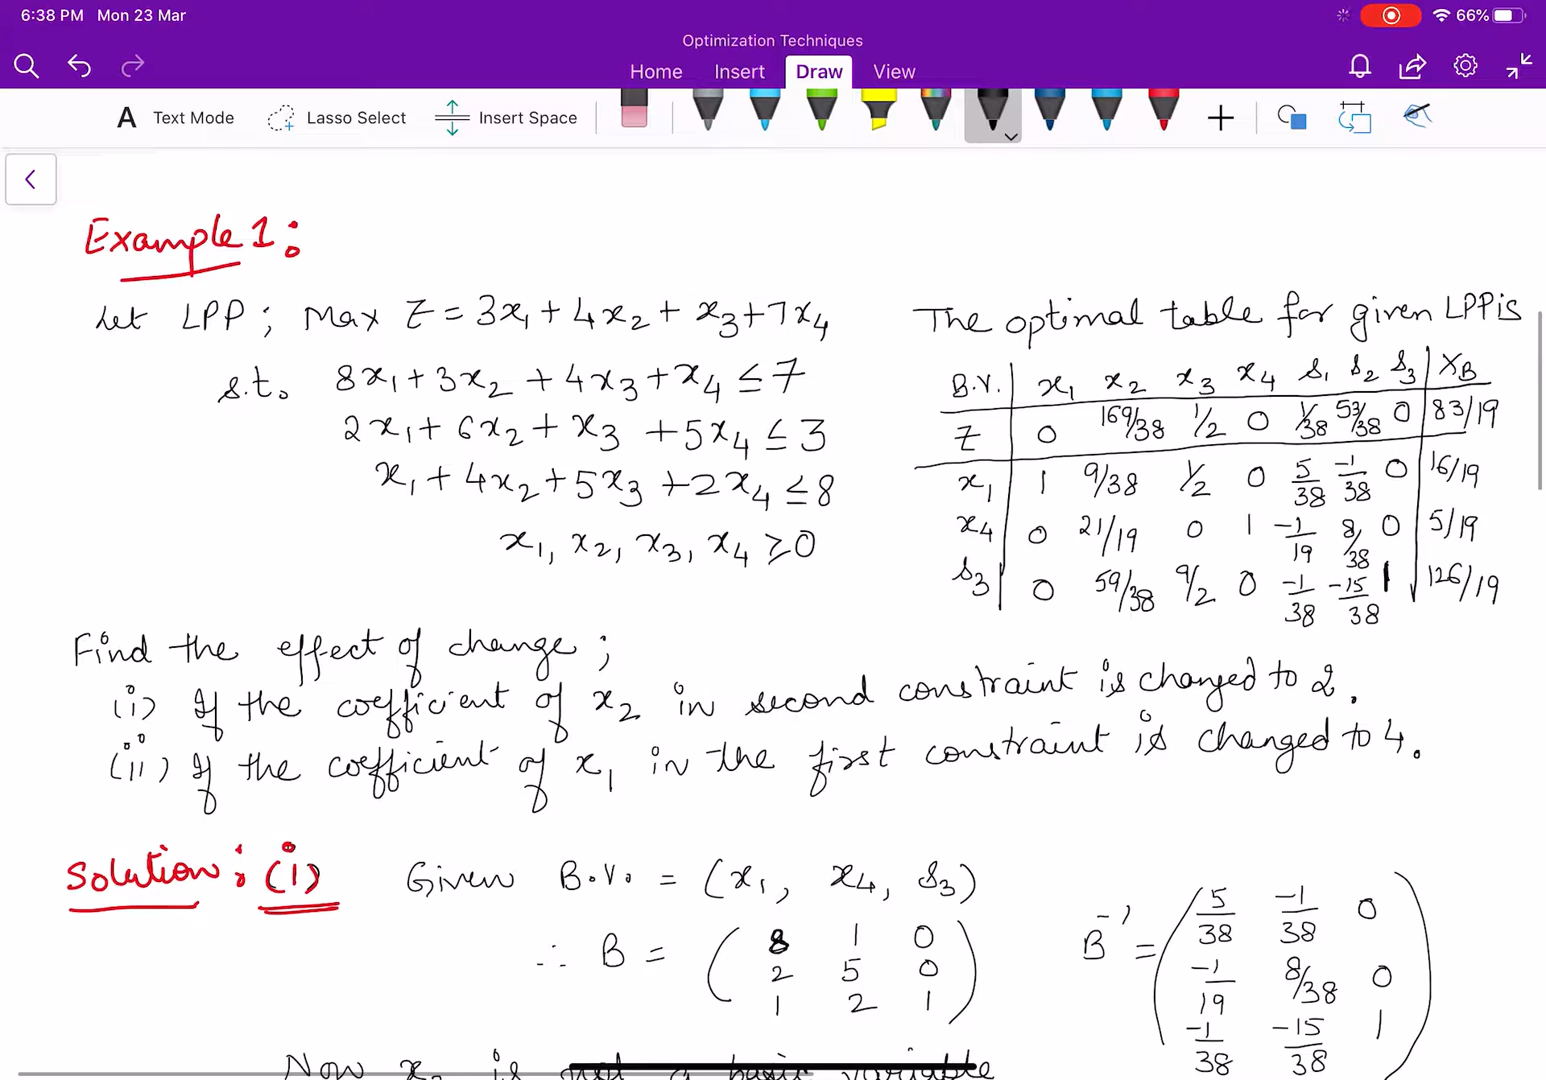 6:38 PM Mon 23 Mar 66%
Optimization Techniques
Home Insert Draw View
A Text Mode Lasso Select Insert Space
Example 1:
Let LPP ; Max Z = 3x₁ + 4x₂ + x₃ + 7x₄
s.t. 8x₁ + 3x₂ + 4x₃ + x₄ ≤ 7
2x₁ + 6x₂ + x₃ + 5x₄ ≤ 3
x₁ + 4x₂ + 5x₃ + 2x₄ ≤ 8
x₁, x₂, x₃, x₄ ≥ 0
The optimal table for given LPP is
B.V. x₁ x₂ x₃ x₄ s₁ s₂ s₃ X_B
Z 0 169/38 1/2 0 1/38 53/38 0 83/19
x₁ 1 9/38 1/2 0 5/38 -1/38 0 16/19
x₄ 0 21/19 0 1 -1/19 8/38 0 5/19
s₃ 0 59/38 9/2 0 -1/38 -15/38 1 126/19
Find the effect of change ;
(i) If the coefficient of x₂ in second constraint is changed to 2.
(ii) If the coefficient of x₁ in the first constraint is changed to 4.
Solution : (i) Given B.V. = (x₁, x₄, s₃)
∴ B = ( 8 1 0
2 5 0
1 2 1 )
B⁻¹ = ( 5/38 -1/38 0
-1/19 8/38 0
-1/38 -15/38 1 )
Now is not a basic variable